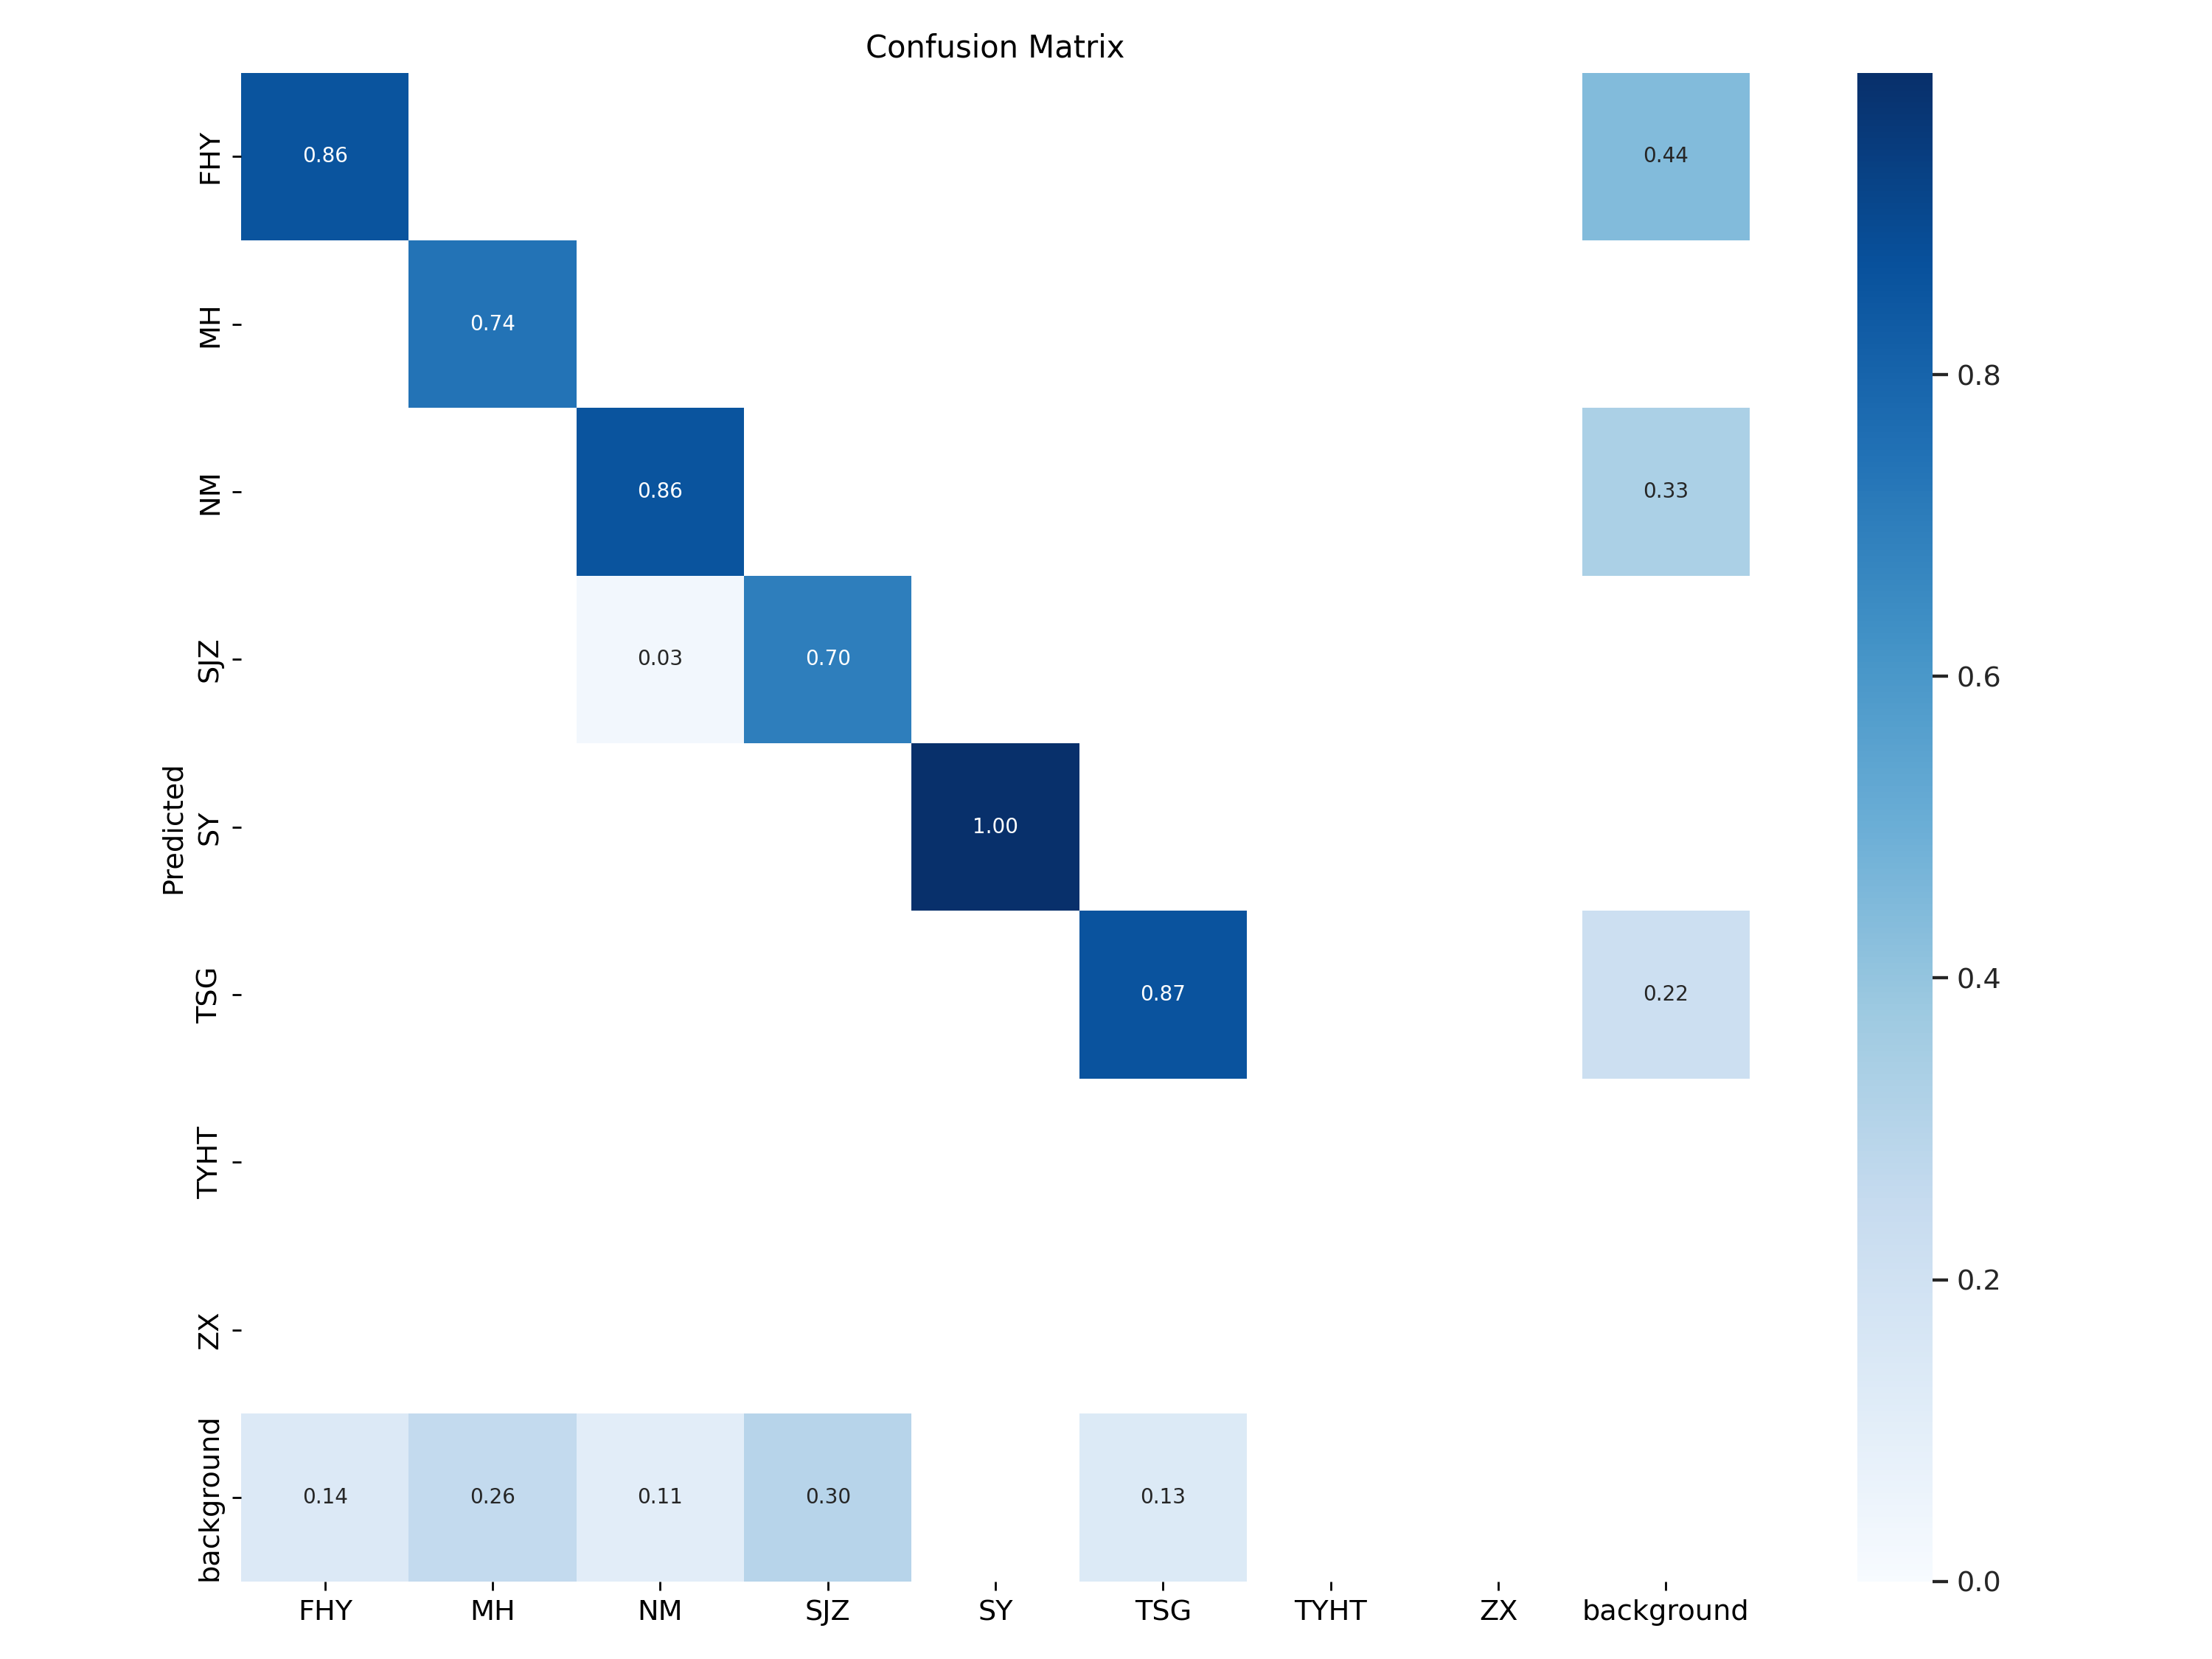 Confusion Matrix
FHY 0.86 0.44
MH 0.74
NM 0.86 0.33
SJZ 0.03 0.70
SY 1.00
TSG 0.87 0.22
TYHT
ZX
background 0.14 0.26 0.11 0.30 0.13
FHY MH NM SJZ SY TSG TYHT ZX background
Predicted
0.8
0.6
0.4
0.2
0.0